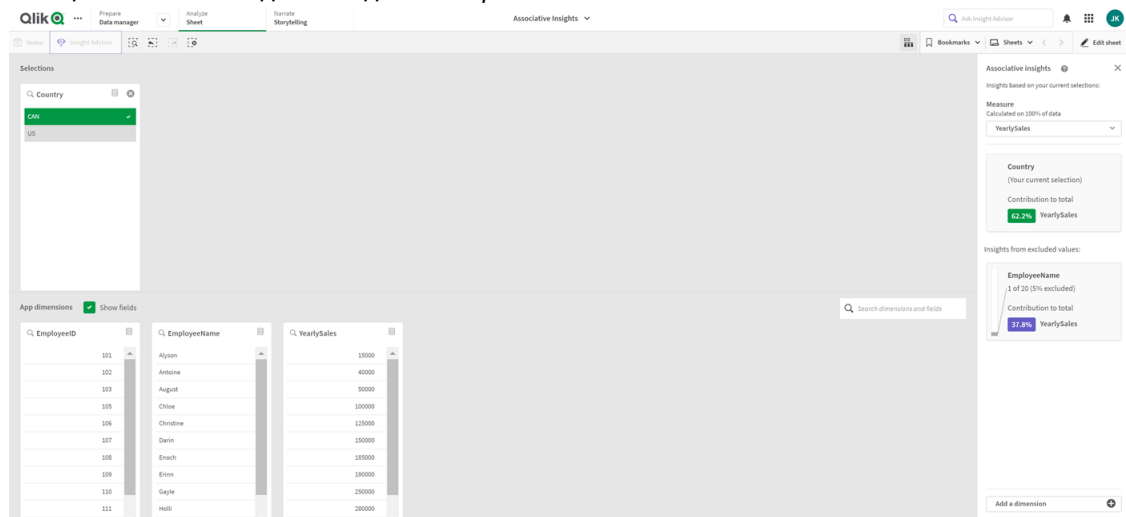 Qlik
Prepare
Data manager
Analyze
Sheet
Narrate
Storytelling
Associative Insights
Ask Insight Advisor
JK
Notes
Insight Advisor
Bookmarks
Sheets
Edit sheet
Selections
Country
CAN
US
Associative insights
Insights based on your current selections:
Measure
Calculated on 100% of data
YearlySales
Country
(Your current selection)
Contribution to total
62.2% YearlySales
Insights from excluded values:
EmployeeName
1 of 20 (5% excluded)
Contribution to total
37.8% YearlySales
Add a dimension
App dimensions
Show fields
Search dimensions and fields
EmployeeID
101
102
103
105
106
107
108
109
110
111
EmployeeName
Alyson
Antoine
August
Chloe
Christine
Darin
Enoch
Erinn
Gayle
Holli
YearlySales
15000
40000
50000
100000
125000
150000
185000
190000
250000
280000